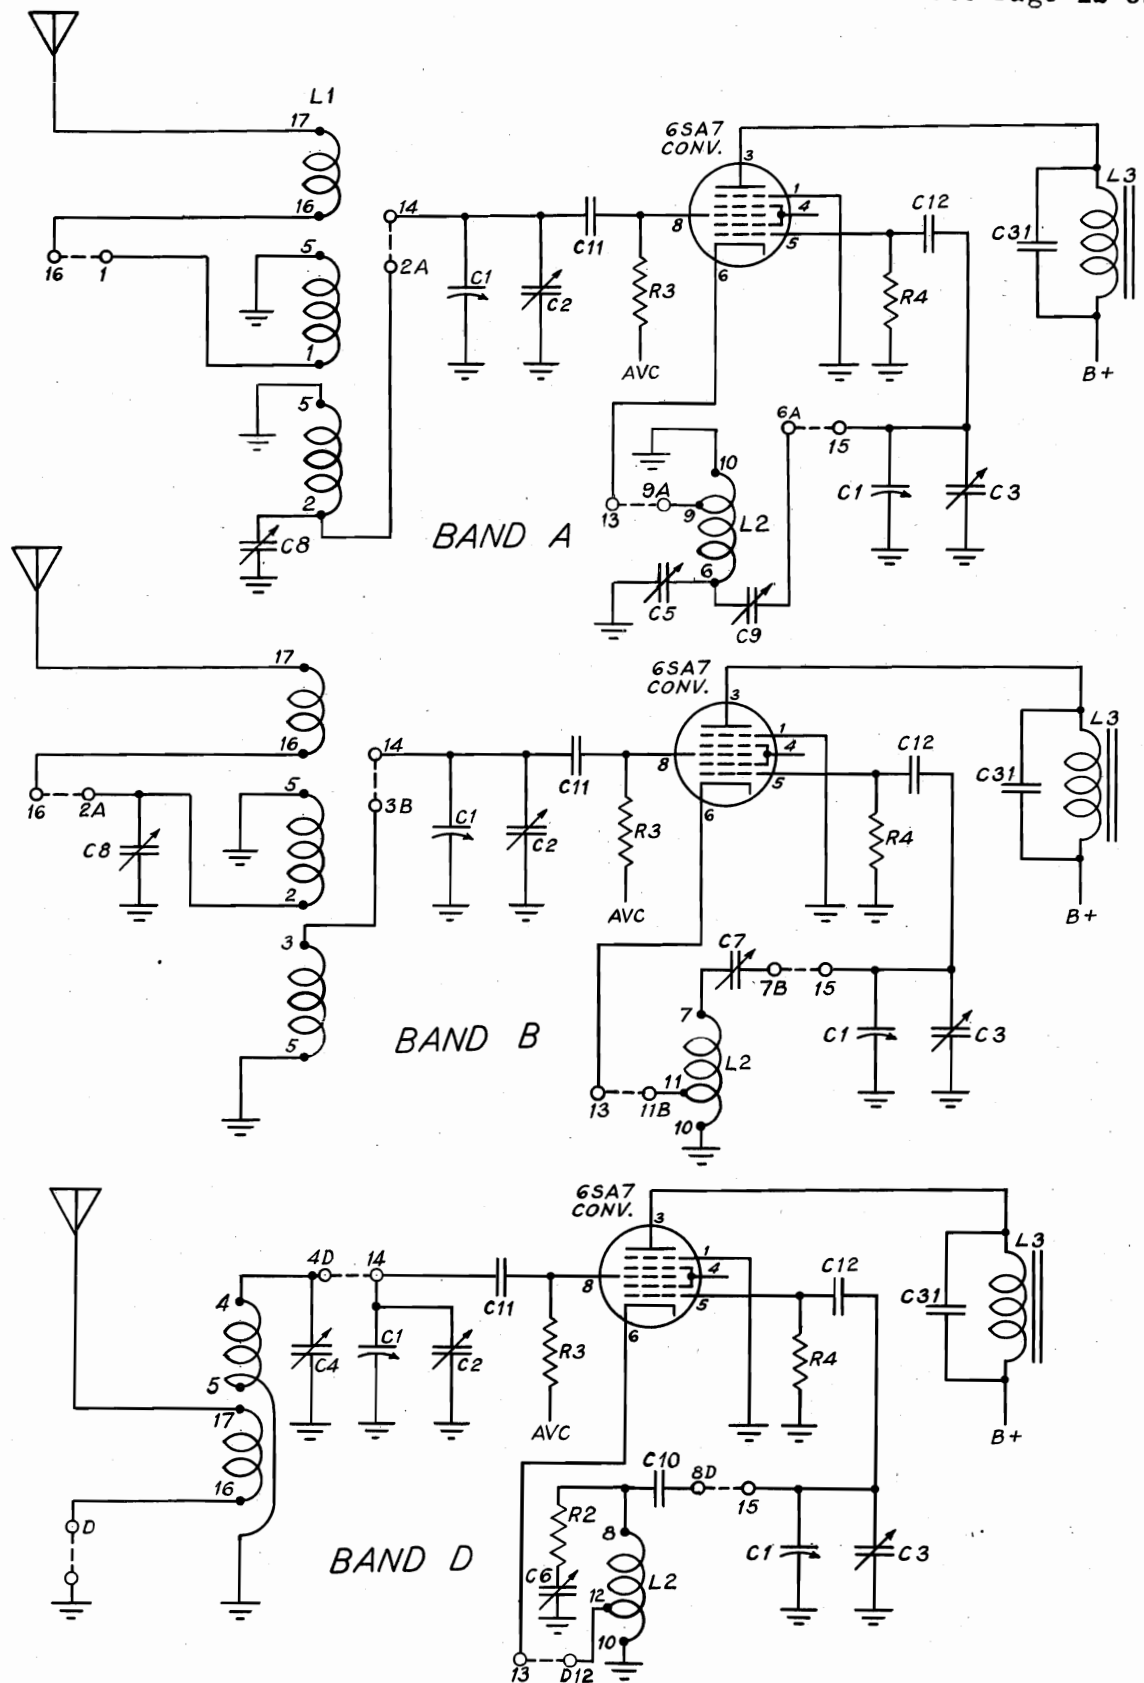 Page 12
L1
17
16
16 1
5
1
5
2
C8
14
2A
C1
C2
C11
R3
AVC
6SA7
CONV.
3
1
4
5
8
6
R4
C12
C31
L3
B+
6A
15
C1
C3
10
9A
13
9
L2
6
C5
C9
BAND A
17
16
16 2A
C8
5
2
3
5
14
3B
C1
C2
C11
R3
AVC
6SA7
CONV.
3
1
4
5
8
6
R4
C12
C31
L3
B+
C7
7B 15
C1
C3
7
L2
11
13 11B
10
BAND B
4
5
17
16
D
4D 14
C4
C1
C2
C11
R3
AVC
6SA7
CONV.
3
1
4
5
8
6
R4
C12
C31
L3
B+
C10
8D
15
C1
C3
R2
8
C6
L2
12
10
13 D12
BAND D